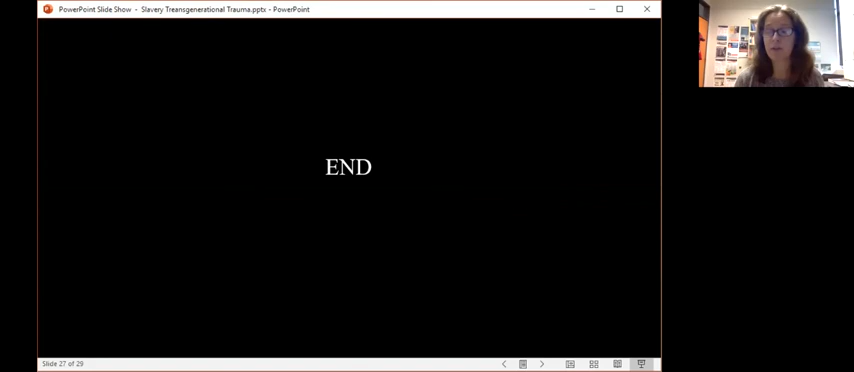 PowerPoint Slide Show - Slavery Treansgenerational Trauma.pptx - PowerPoint
END
Slide 27 of 29